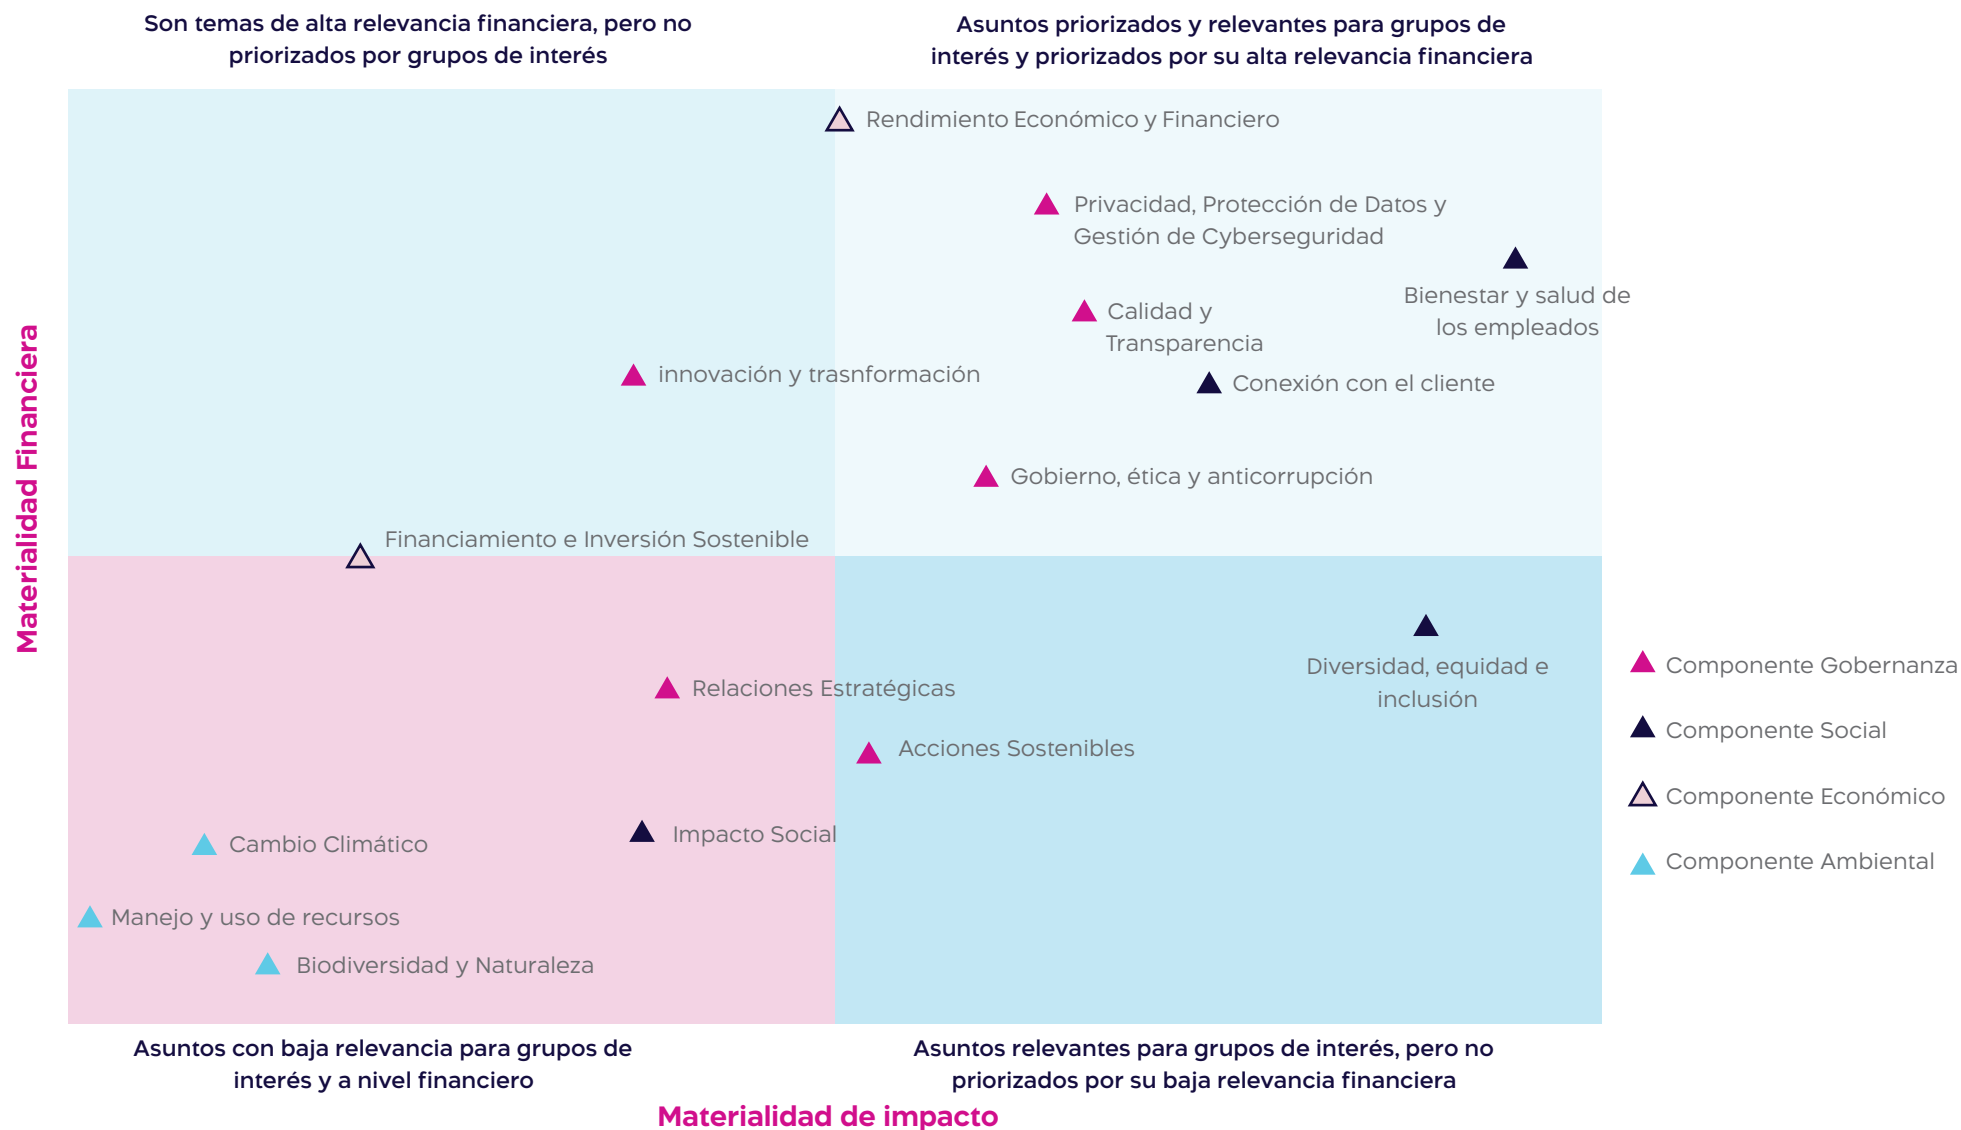 Son temas de alta relevancia financiera, pero no
priorizados por grupos de interés
Asuntos priorizados y relevantes para grupos de
interés y priorizados por su alta relevancia financiera
Rendimiento Económico y Financiero
Privacidad, Protección de Datos y
Gestión de Cyberseguridad
Bienestar y salud de
los empleados
Calidad y
Transparencia
innovación y trasnformación
Conexión con el cliente
Gobierno, ética y anticorrupción
Financiamiento e Inversión Sostenible
Materialidad Financiera
Diversidad, equidad e
inclusión
Relaciones Estratégicas
Acciones Sostenibles
Impacto Social
Cambio Climático
Manejo y uso de recursos
Biodiversidad y Naturaleza
Componente Gobernanza
Componente Social
Componente Económico
Componente Ambiental
Asuntos con baja relevancia para grupos de
interés y a nivel financiero
Asuntos relevantes para grupos de interés, pero no
priorizados por su baja relevancia financiera
Materialidad de impacto